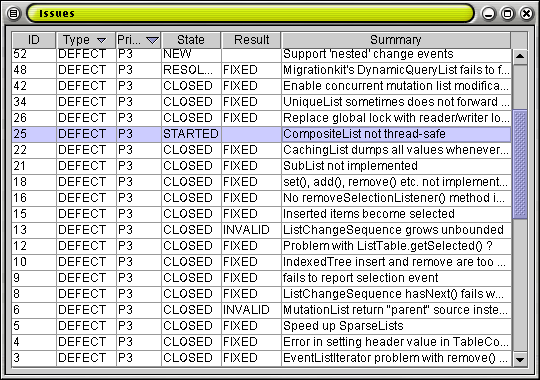 Issues
ID Type Pri... State Result Summary
52 DEFECT P3 NEW Support 'nested' change events
48 DEFECT P3 RESOL... FIXED Migrationkit's DynamicQueryList fails to f...
42 DEFECT P3 CLOSED FIXED Enable concurrent mutation list modifica...
34 DEFECT P3 CLOSED FIXED UniqueList sometimes does not forward ...
26 DEFECT P3 CLOSED FIXED Replace global lock with reader/writer lo...
25 DEFECT P3 STARTED CompositeList not thread-safe
22 DEFECT P3 CLOSED FIXED CachingList dumps all values whenever...
21 DEFECT P3 CLOSED FIXED SubList not implemented
18 DEFECT P3 CLOSED FIXED set(), add(), remove() etc. not implement...
16 DEFECT P3 CLOSED FIXED No removeSelectionListener() method i...
15 DEFECT P3 CLOSED FIXED Inserted items become selected
13 DEFECT P3 CLOSED INVALID ListChangeSequence grows unbounded
12 DEFECT P3 CLOSED FIXED Problem with ListTable.getSelected() ?
10 DEFECT P3 CLOSED FIXED IndexedTree insert and remove are too ...
9 DEFECT P3 CLOSED FIXED fails to report selection event
8 DEFECT P3 CLOSED FIXED ListChangeSequence hasNext() fails w...
6 DEFECT P3 CLOSED INVALID MutationList return "parent" source inste...
5 DEFECT P3 CLOSED FIXED Speed up SparseLists
4 DEFECT P3 CLOSED FIXED Error in setting header value in TableCo...
3 DEFECT P3 CLOSED FIXED EventListIterator problem with remove() ...